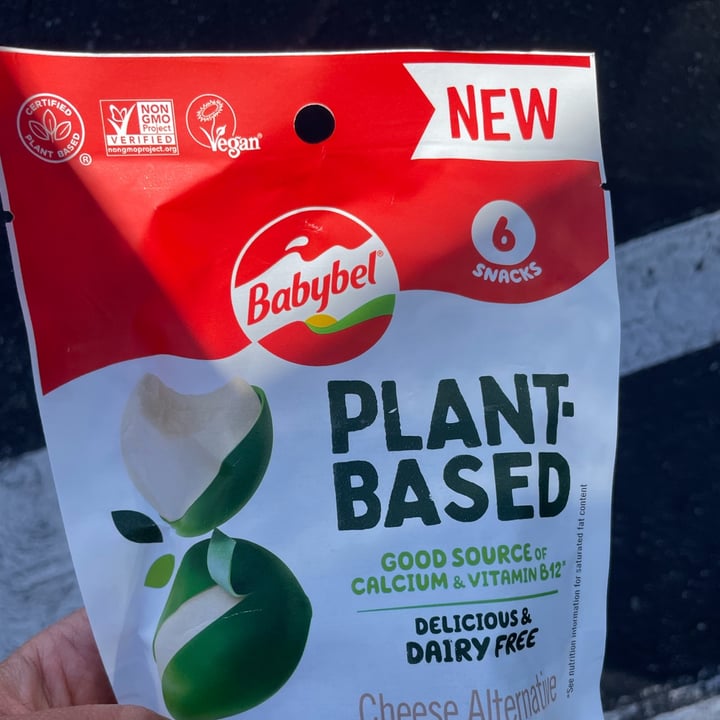 CERTIFIED
PLANT BASED
®
NON
GMO
Project
VERIFIED
nongmoproject.org
Vegan®
NEW
6
SNACKS
Babybel®
PLANT-
BASED
GOOD SOURCE OF
CALCIUM & VITAMIN B12*
DELICIOUS &
DAIRY FREE
Cheese Alternative
*See nutrition information for saturated fat content